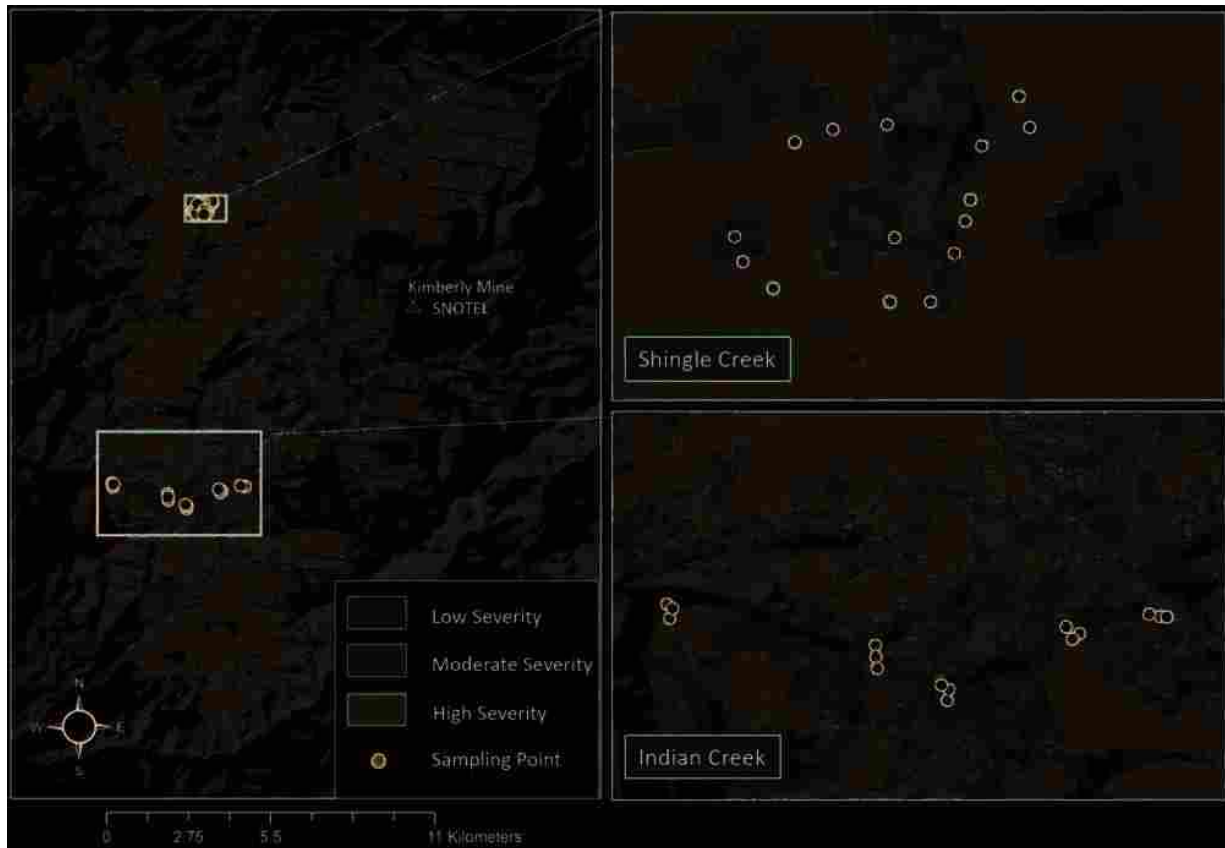 Kimberly Mine
SNOTEL
Low Severity
Moderate Severity
High Severity
Sampling Point
N
W E
S
0 2.75 5.5 11 Kilometers
Shingle Creek
Indian Creek